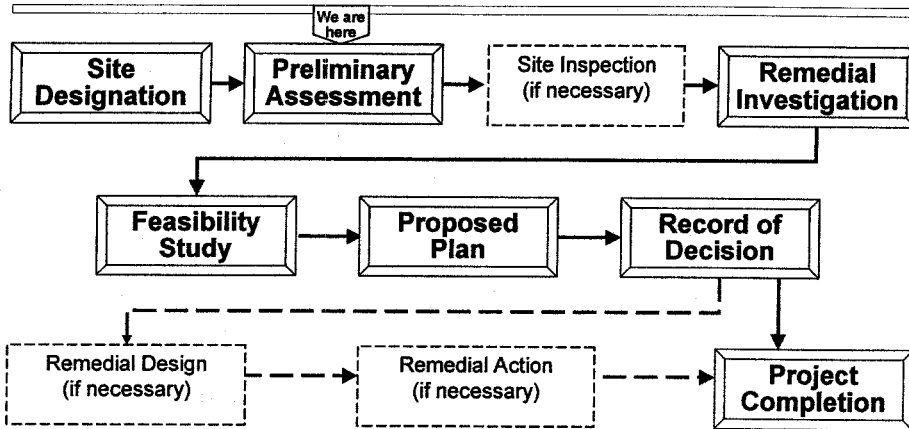 We are
here
Site
Designation
Preliminary
Assessment
Site Inspection
(if necessary)
Remedial
Investigation
Feasibility
Study
Proposed
Plan
Record of
Decision
Remedial Design
(if necessary)
Remedial Action
(if necessary)
Project
Completion